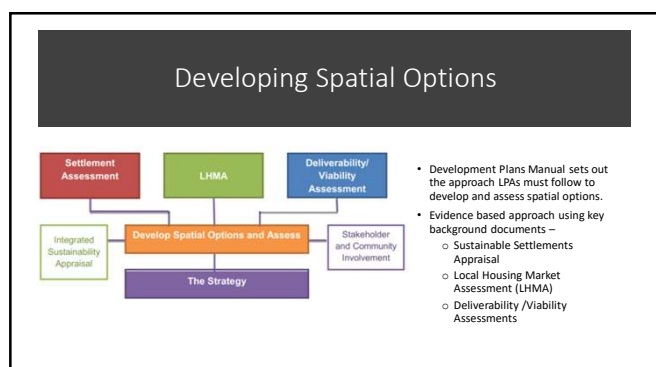 Developing Spatial Options
Settlement
Assessment
LHMA
Deliverability/
Viability
Assessment
Integrated
Sustainability
Appraisal
Develop Spatial Options and Assess
Stakeholder
and Community
Involvement
The Strategy
• Development Plans Manual sets out
the approach LPAs must follow to
develop and assess spatial options.
• Evidence based approach using key
background documents –
o Sustainable Settlements
Appraisal
o Local Housing Market
Assessment (LHMA)
o Deliverability /Viability
Assessments